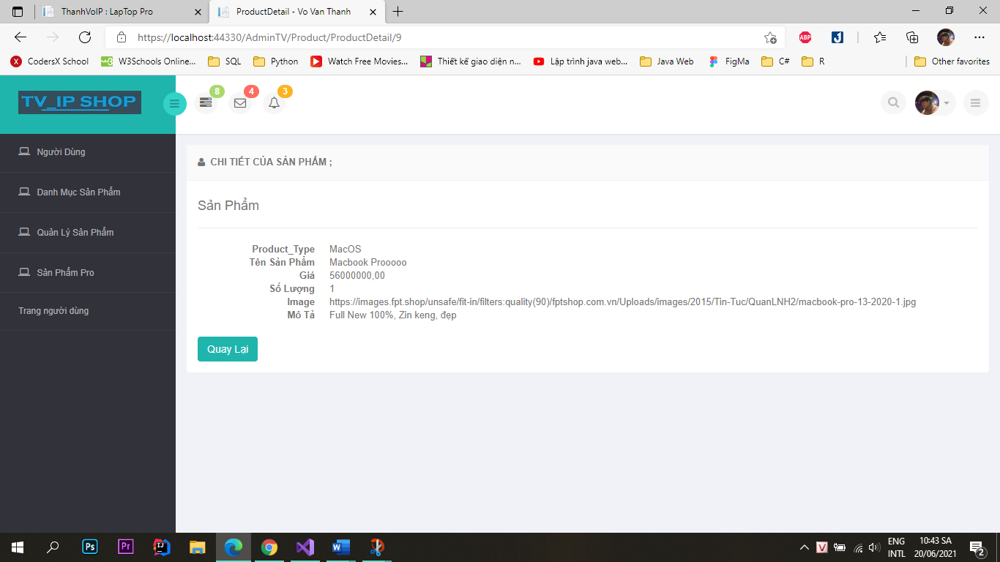 ThanhVoIP : LapTop Pro
ProductDetail - Vo Van Thanh
https://localhost:44330/AdminTV/Product/ProductDetail/9
ABP
CodersX School
W3Schools Online...
SQL
Python
Watch Free Movies...
Thiết kế giao diện n...
Lập trình java web...
Java Web
FigMa
C#
R
Other favorites
TV_IP SHOP
8
4
3
Người Dùng
Danh Mục Sản Phẩm
Quản Lý Sản Phẩm
Sản Phẩm Pro
Trang người dùng
CHI TIẾT CỦA SẢN PHẨM ;
Sản Phẩm
Product_Type MacOS
Tên Sản Phẩm Macbook Prooooo
Giá 56000000,00
Số Lượng 1
Image https://images.fpt.shop/unsafe/fit-in/filters:quality(90)/fptshop.com.vn/Uploads/images/2015/Tin-Tuc/QuanLNH2/macbook-pro-13-2020-1.jpg
Mô Tả Full New 100%, Zin keng, đẹp
Quay Lại
Ps
Pr
IJ
W
V
ENG
INTL
10:43 SA
20/06/2021
2